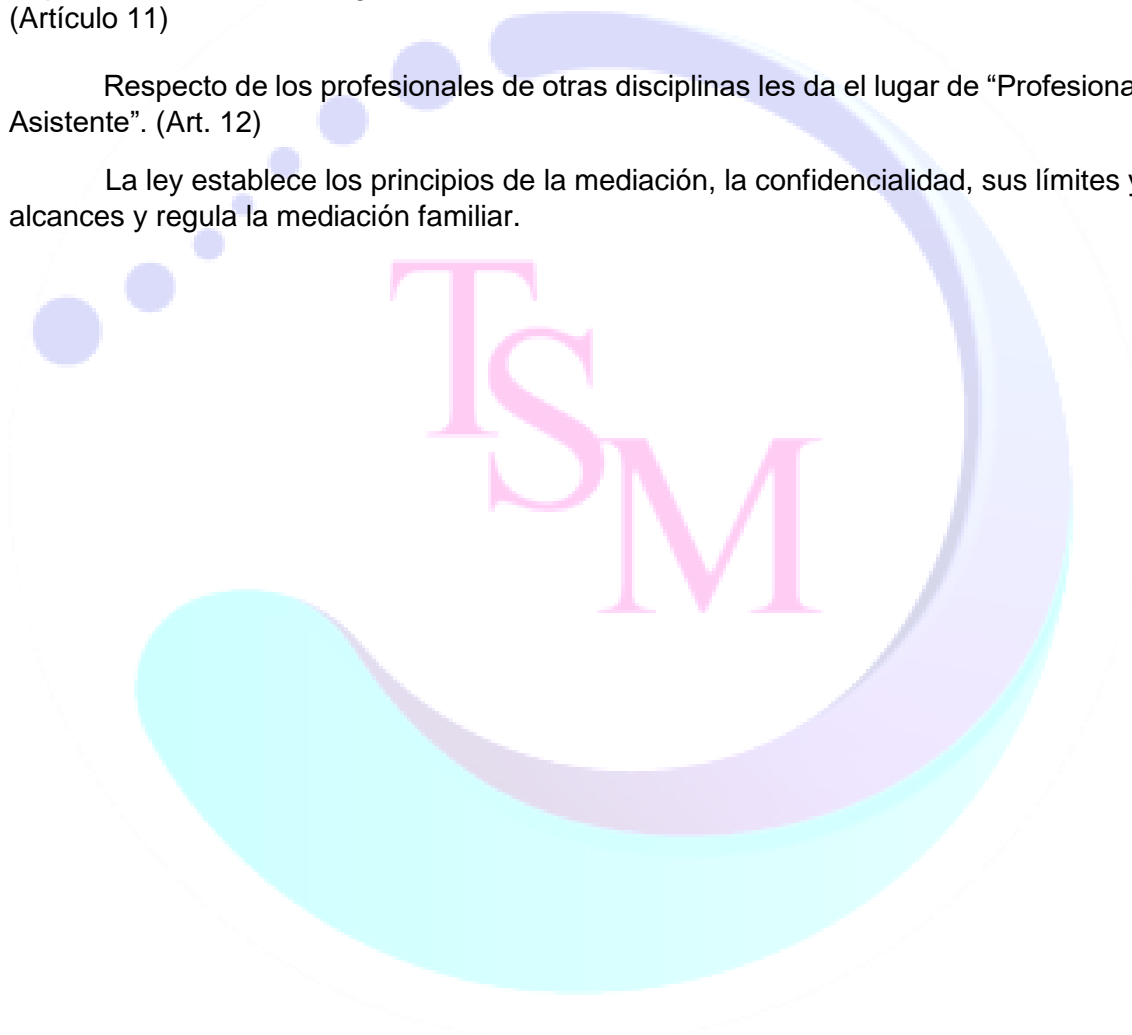 (Artículo 11)
Respecto de los profesionales de otras disciplinas les da el lugar de “Profesiona
Asistente”. (Art. 12)
La ley establece los principios de la mediación, la confidencialidad, sus límites y
alcances y regula la mediación familiar.
TSM